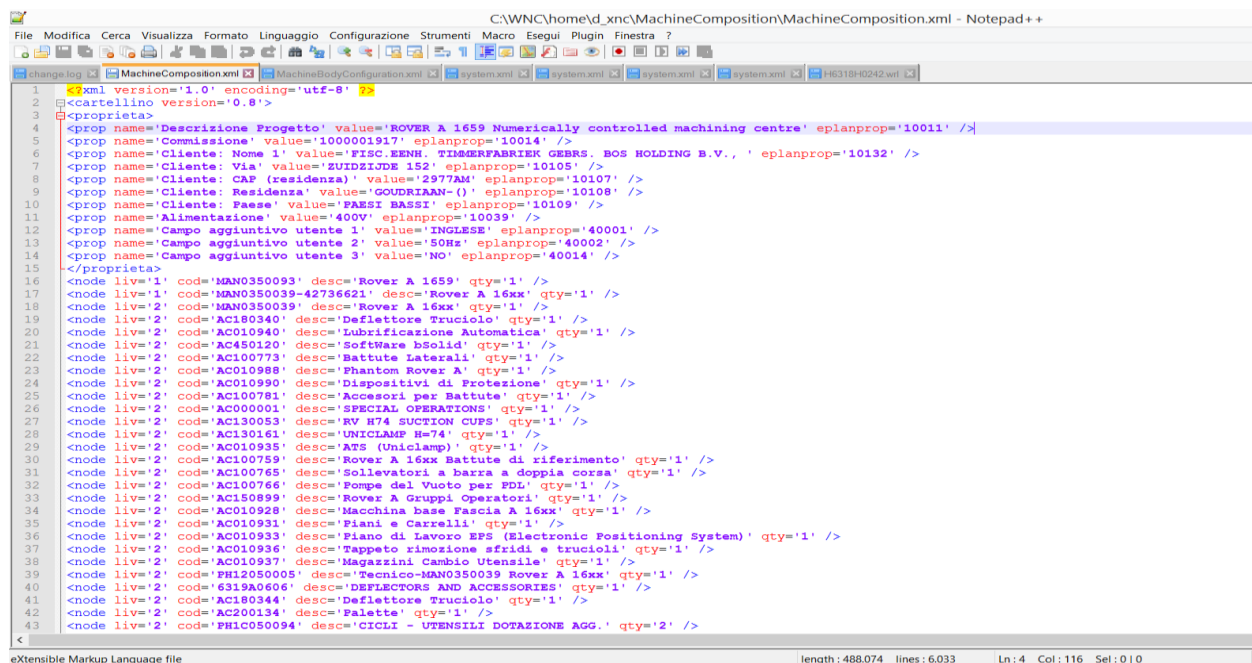 C:\WNC\home\d_xnc\MachineComposition\MachineComposition.xml - Notepad++
File Modifica Cerca Visualizza Formato Linguaggio Configurazione Strumenti Macro Esegui Plugin Finestra ?
change.log MachineComposition.xml MachineBodyConfiguration.xml system.xml system.xml system.xml system.xml H6318H0242.wrl
1 <?xml version='1.0' encoding='utf-8' ?>
2 <cartellino version='0.8'>
3 <proprieta>
4 <prop name='Descrizione Progetto' value='ROVER A 1659 Numerically controlled machining centre' eplanprop='10011' />
5 <prop name='Commissione' value='1000001917' eplanprop='10014' />
6 <prop name='Cliente: Nome 1' value='FISC.EENH. TIMMERFABRIEK GEBRS. BOS HOLDING B.V., ' eplanprop='10132' />
7 <prop name='Cliente: Via' value='ZUIDZIJDE 152' eplanprop='10105' />
8 <prop name='Cliente: CAP (residenza)' value='2977AM' eplanprop='10107' />
9 <prop name='Cliente: Residenza' value='GOUDRIAAN-()' eplanprop='10108' />
10 <prop name='Cliente: Paese' value='PAESI BASSI' eplanprop='10109' />
11 <prop name='Alimentazione' value='400V' eplanprop='10039' />
12 <prop name='Campo aggiuntivo utente 1' value='INGLESE' eplanprop='40001' />
13 <prop name='Campo aggiuntivo utente 2' value='50Hz' eplanprop='40002' />
14 <prop name='Campo aggiuntivo utente 3' value='NO' eplanprop='40014' />
15 </proprieta>
16 <node liv='1' cod='MAN0350093' desc='Rover A 1659' qty='1' />
17 <node liv='1' cod='MAN0350039-42736621' desc='Rover A 16xx' qty='1' />
18 <node liv='2' cod='MAN0350039' desc='Rover A 16xx' qty='1' />
19 <node liv='2' cod='AC180340' desc='Deflettore Truciolo' qty='1' />
20 <node liv='2' cod='AC010940' desc='Lubrificazione Automatica' qty='1' />
21 <node liv='2' cod='AC450120' desc='SoftWare bSolid' qty='1' />
22 <node liv='2' cod='AC100773' desc='Battute Laterali' qty='1' />
23 <node liv='2' cod='AC010988' desc='Phantom Rover A' qty='1' />
24 <node liv='2' cod='AC010990' desc='Dispositivi di Protezione' qty='1' />
25 <node liv='2' cod='AC100781' desc='Accesori per Battute' qty='1' />
26 <node liv='2' cod='AC000001' desc='SPECIAL OPERATIONS' qty='1' />
27 <node liv='2' cod='AC130053' desc='RV H74 SUCTION CUPS' qty='1' />
28 <node liv='2' cod='AC130161' desc='UNICLAMP H=74' qty='1' />
29 <node liv='2' cod='AC010935' desc='ATS (Uniclamp)' qty='1' />
30 <node liv='2' cod='AC100759' desc='Rover A 16xx Battute di riferimento' qty='1' />
31 <node liv='2' cod='AC100765' desc='Sollevatori a barra a doppia corsa' qty='1' />
32 <node liv='2' cod='AC100766' desc='Pompe del Vuoto per PDL' qty='1' />
33 <node liv='2' cod='AC150899' desc='Rover A Gruppi Operatori' qty='1' />
34 <node liv='2' cod='AC010928' desc='Macchina base Fascia A 16xx' qty='1' />
35 <node liv='2' cod='AC010931' desc='Piani e Carrelli' qty='1' />
36 <node liv='2' cod='AC010933' desc='Piano di Lavoro EPS (Electronic Positioning System)' qty='1' />
37 <node liv='2' cod='AC010936' desc='Tappeto rimozione sfridi e trucioli' qty='1' />
38 <node liv='2' cod='AC010937' desc='Magazzini Cambio Utensile' qty='1' />
39 <node liv='2' cod='PH12050005' desc='Tecnico-MAN0350039 Rover A 16xx' qty='1' />
40 <node liv='2' cod='6319A0606' desc='DEFLECTORS AND ACCESSORIES' qty='1' />
41 <node liv='2' cod='AC180344' desc='Deflettore Truciolo' qty='1' />
42 <node liv='2' cod='AC200134' desc='Palette' qty='1' />
43 <node liv='2' cod='PH1C050094' desc='CICLI - UTENSILI DOTAZIONE AGG.' qty='2' />
eXtensible Markup Language file length : 488.074 lines : 6.033 Ln : 4 Col : 116 Sel : 0 | 0